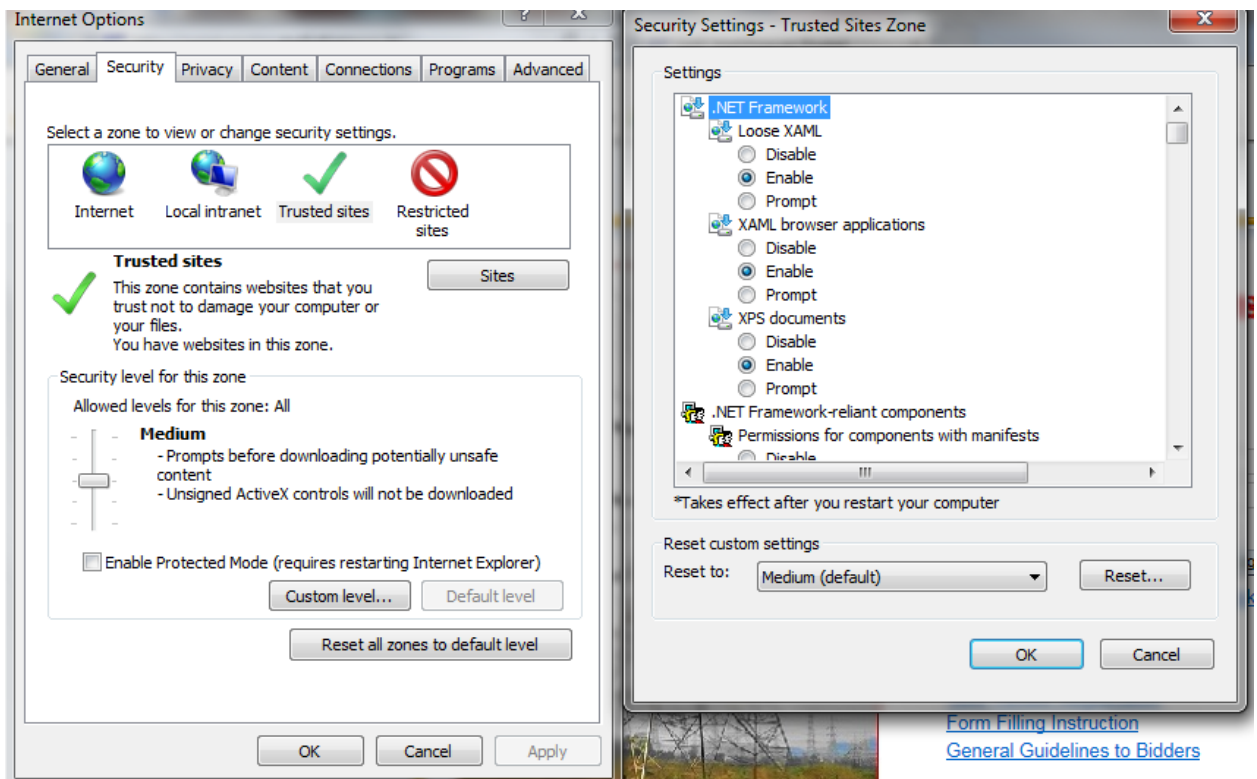 Internet Options
General
Security
Privacy
Content
Connections
Programs
Advanced
Select a zone to view or change security settings.
Internet
Local intranet
Trusted sites
Restricted
sites
Trusted sites
Sites
This zone contains websites that you
trust not to damage your computer or
your files.
You have websites in this zone.
Security level for this zone
Allowed levels for this zone: All
Medium
- Prompts before downloading potentially unsafe
content
- Unsigned ActiveX controls will not be downloaded
Enable Protected Mode (requires restarting Internet Explorer)
Custom level...
Default level
Reset all zones to default level
OK
Cancel
Apply
Security Settings - Trusted Sites Zone
Settings
.NET Framework
Loose XAML
Disable
Enable
Prompt
XAML browser applications
Disable
Enable
Prompt
XPS documents
Disable
Enable
Prompt
.NET Framework-reliant components
Permissions for components with manifests
Disable
*Takes effect after you restart your computer
Reset custom settings
Reset to:
Medium (default)
Reset...
OK
Cancel
Form Filling Instruction
General Guidelines to Bidders